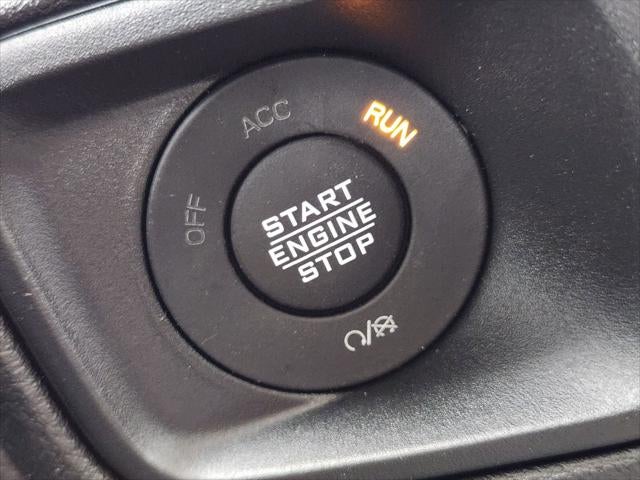 ACC
RUN
OFF
START
ENGINE
STOP